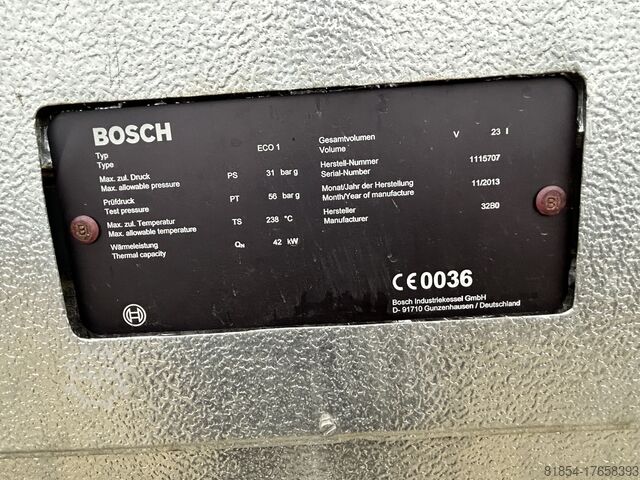 BOSCH
Typ ECO 1
Type
Max. zul. Druck PS 31 bar g
Max. allowable pressure
Prüfdruck PT 56 bar g
Test pressure
Max. zul. Temperatur TS 238 °C
Max. allowable temperature
Wärmeleistung QN 42 kW
Thermal capacity
Gesamtvolumen V 23 l
Volume
Herstell-Nummer 1115707
Serial-Number
Monat/Jahr der Herstellung 11/2013
Month/Year of manufacture
Hersteller 32B0
Manufacturer
CE0036
Bosch Industriekessel GmbH
D- 91710 Gunzenhausen / Deutschland
81854-17658393